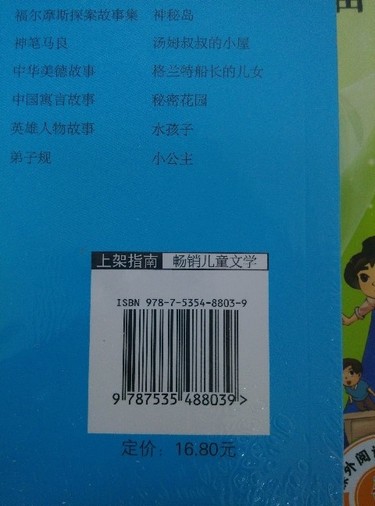 福尔摩斯探案故事集 神秘岛
神笔马良 汤姆叔叔的小屋
中华美德故事 格兰特船长的儿女
中国寓言故事 秘密花园
英雄人物故事 水孩子
弟子规 小公主
上架指南 畅销儿童文学
ISBN 978-7-5354-8803-9
9 787535 488039 >
定价：16.80元
外阅